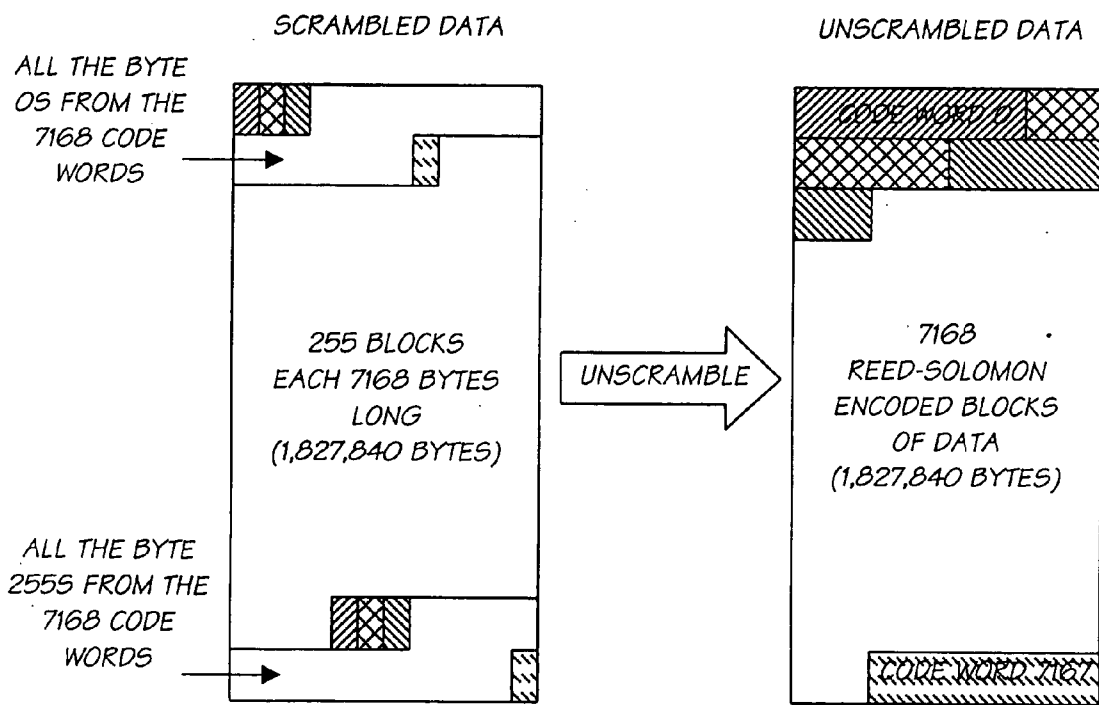 SCRAMBLED DATA
UNSCRAMBLED DATA
ALL THE BYTE
0S FROM THE
7168 CODE
WORDS
CODE WORD 0
255 BLOCKS
EACH 7168 BYTES
LONG
(1,827,840 BYTES)
UNSCRAMBLE
7168
REED-SOLOMON
ENCODED BLOCKS
OF DATA
(1,827,840 BYTES)
ALL THE BYTE
255S FROM THE
7168 CODE
WORDS
CODE WORD 7167